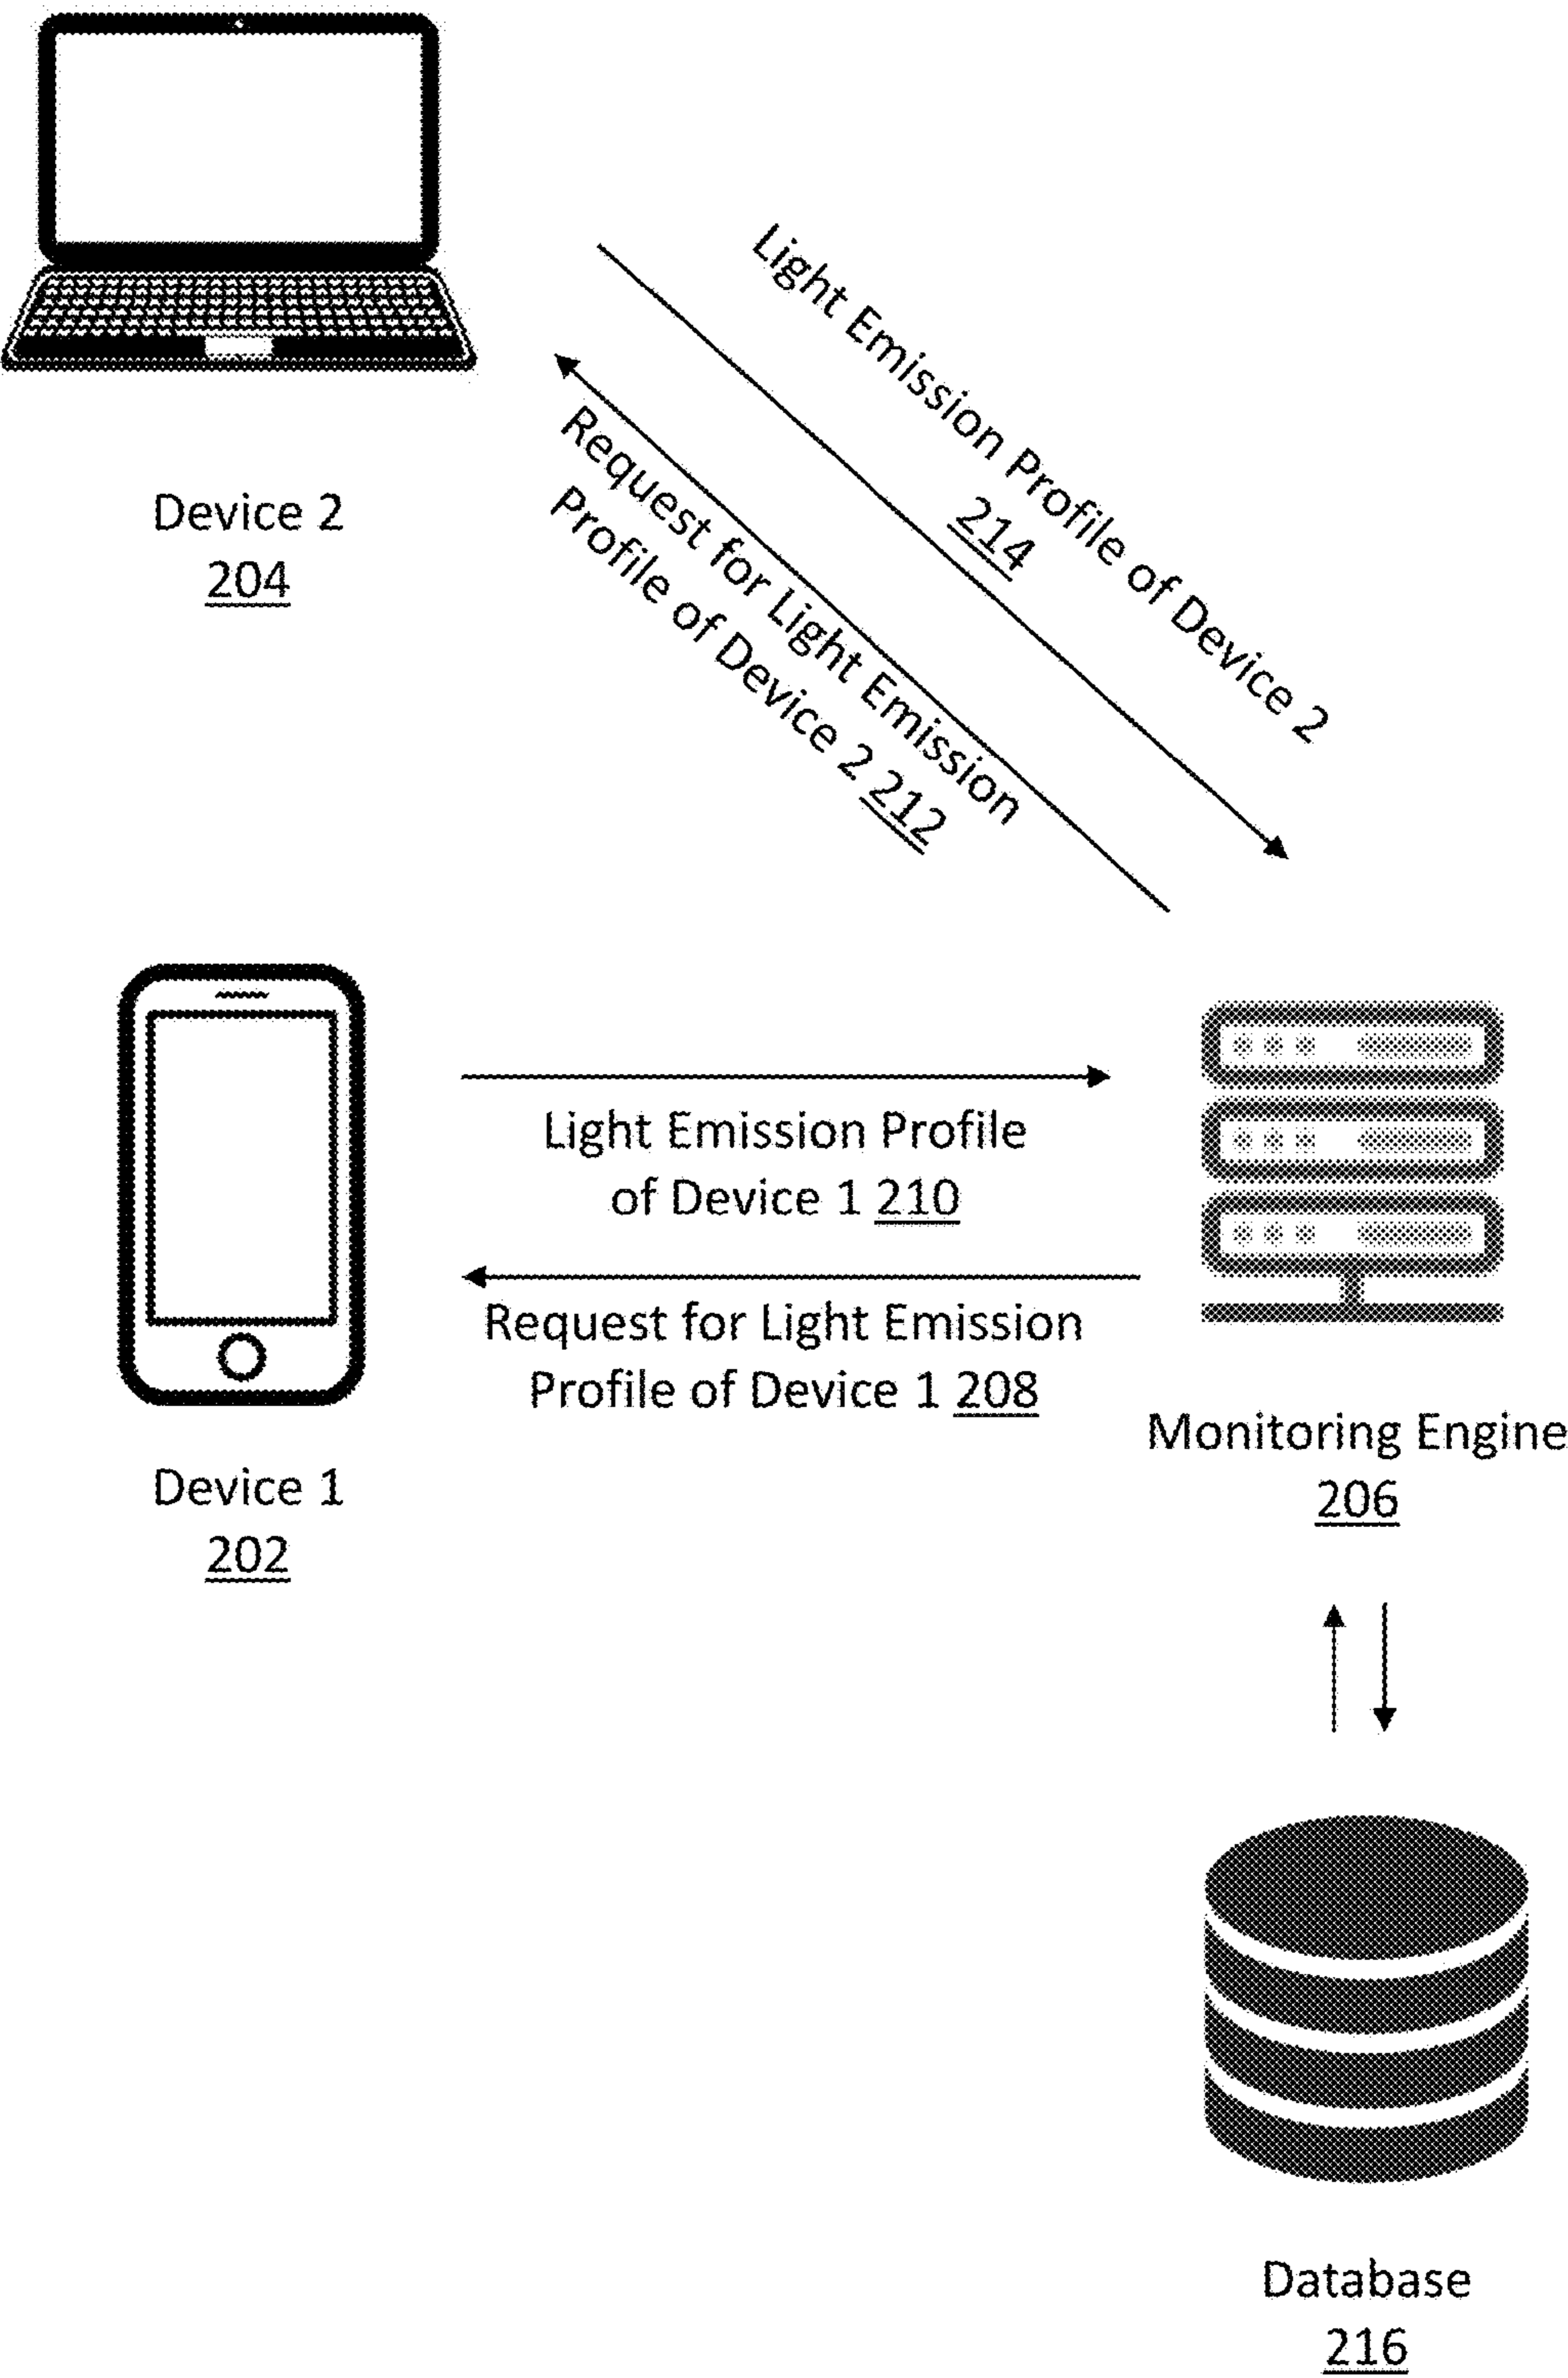 Light Emission Profile of Device 2
214
Request for Light Emission
Profile of Device 2 212
Device 2
204
Light Emission Profile
of Device 1 210
Request for Light Emission
Profile of Device 1 208
Device 1
202
Monitoring Engine
206
Database
216